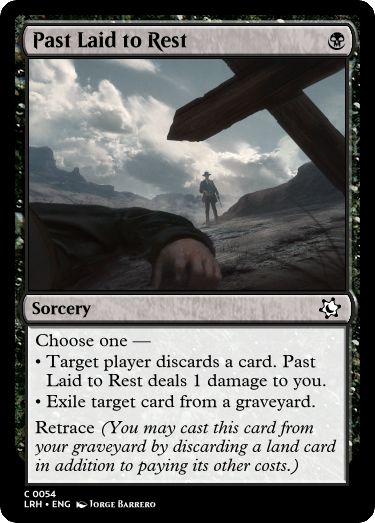 Past Laid to Rest
Sorcery
Choose one —
• Target player discards a card. Past
Laid to Rest deals 1 damage to you.
• Exile target card from a graveyard.
Retrace (You may cast this card from
your graveyard by discarding a land card
in addition to paying its other costs.)
C 0054
LRH • ENG Jorge Barrero